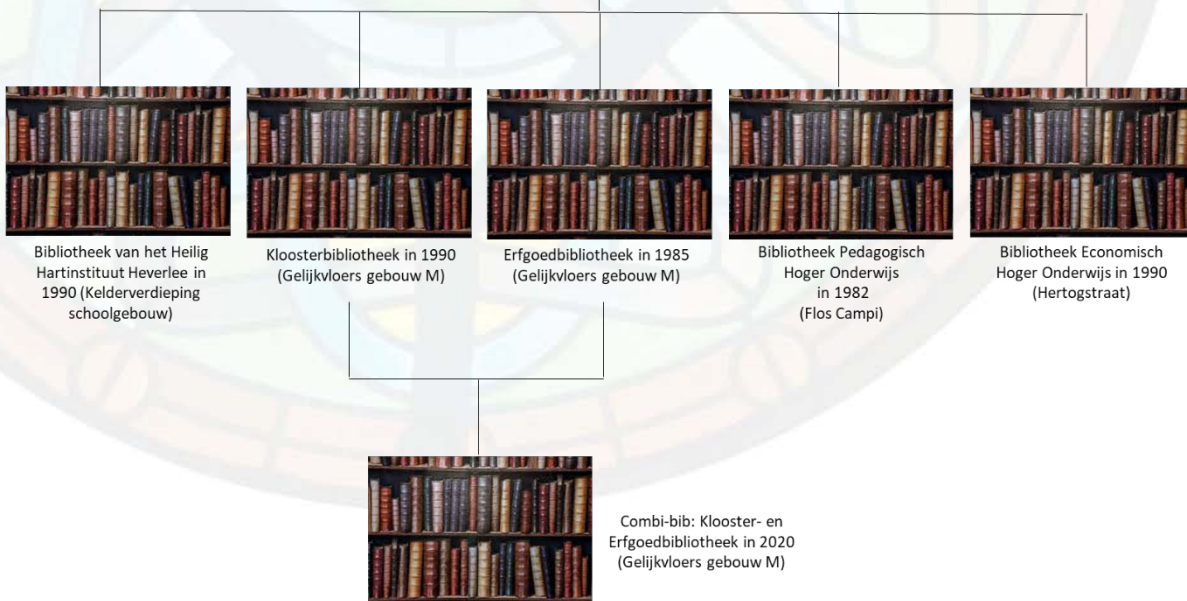 Bibliotheek van het Heilig
Hartinstituut Heverlee in
1990 (Kelderverdieping
schoolgebouw)
Kloosterbibliotheek in 1990
(Gelijkvloers gebouw M)
Erfgoedbibliotheek in 1985
(Gelijkvloers gebouw M)
Bibliotheek Pedagogisch
Hoger Onderwijs
in 1982
(Flos Campi)
Bibliotheek Economisch
Hoger Onderwijs in 1990
(Hertogstraat)
Combi-bib: Klooster- en
Erfgoedbibliotheek in 2020
(Gelijkvloers gebouw M)